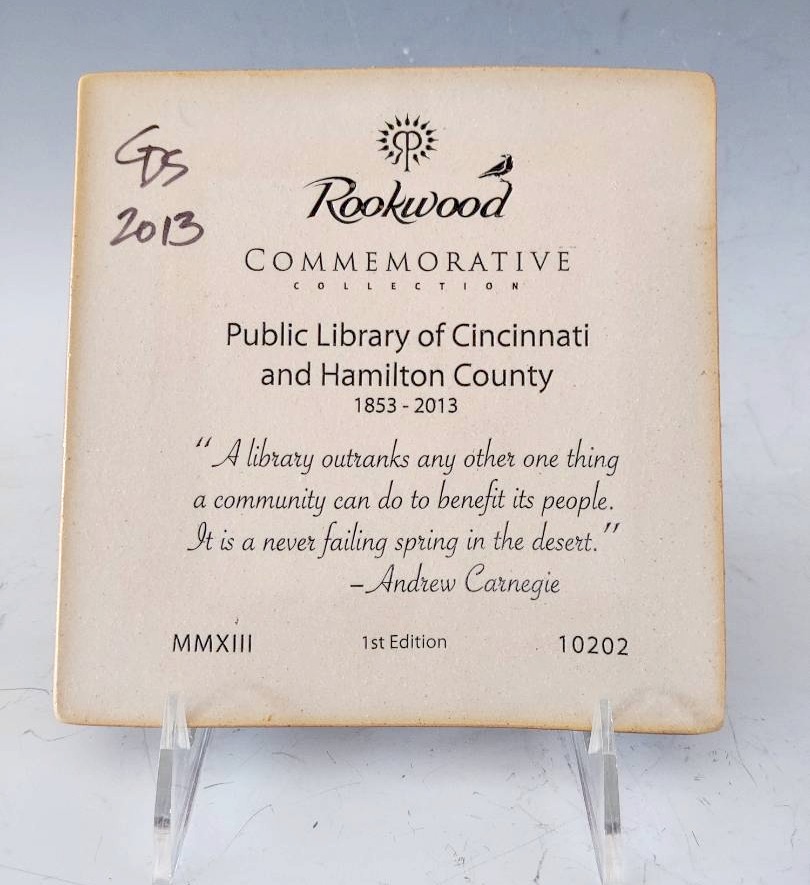 GDS
2013
RP
Rookwood
COMMEMORATIVE
COLLECTION
Public Library of Cincinnati
and Hamilton County
1853 - 2013
“A library outranks any other one thing
a community can do to benefit its people.
It is a never failing spring in the desert.”
–Andrew Carnegie
MMXIII 1st Edition 10202